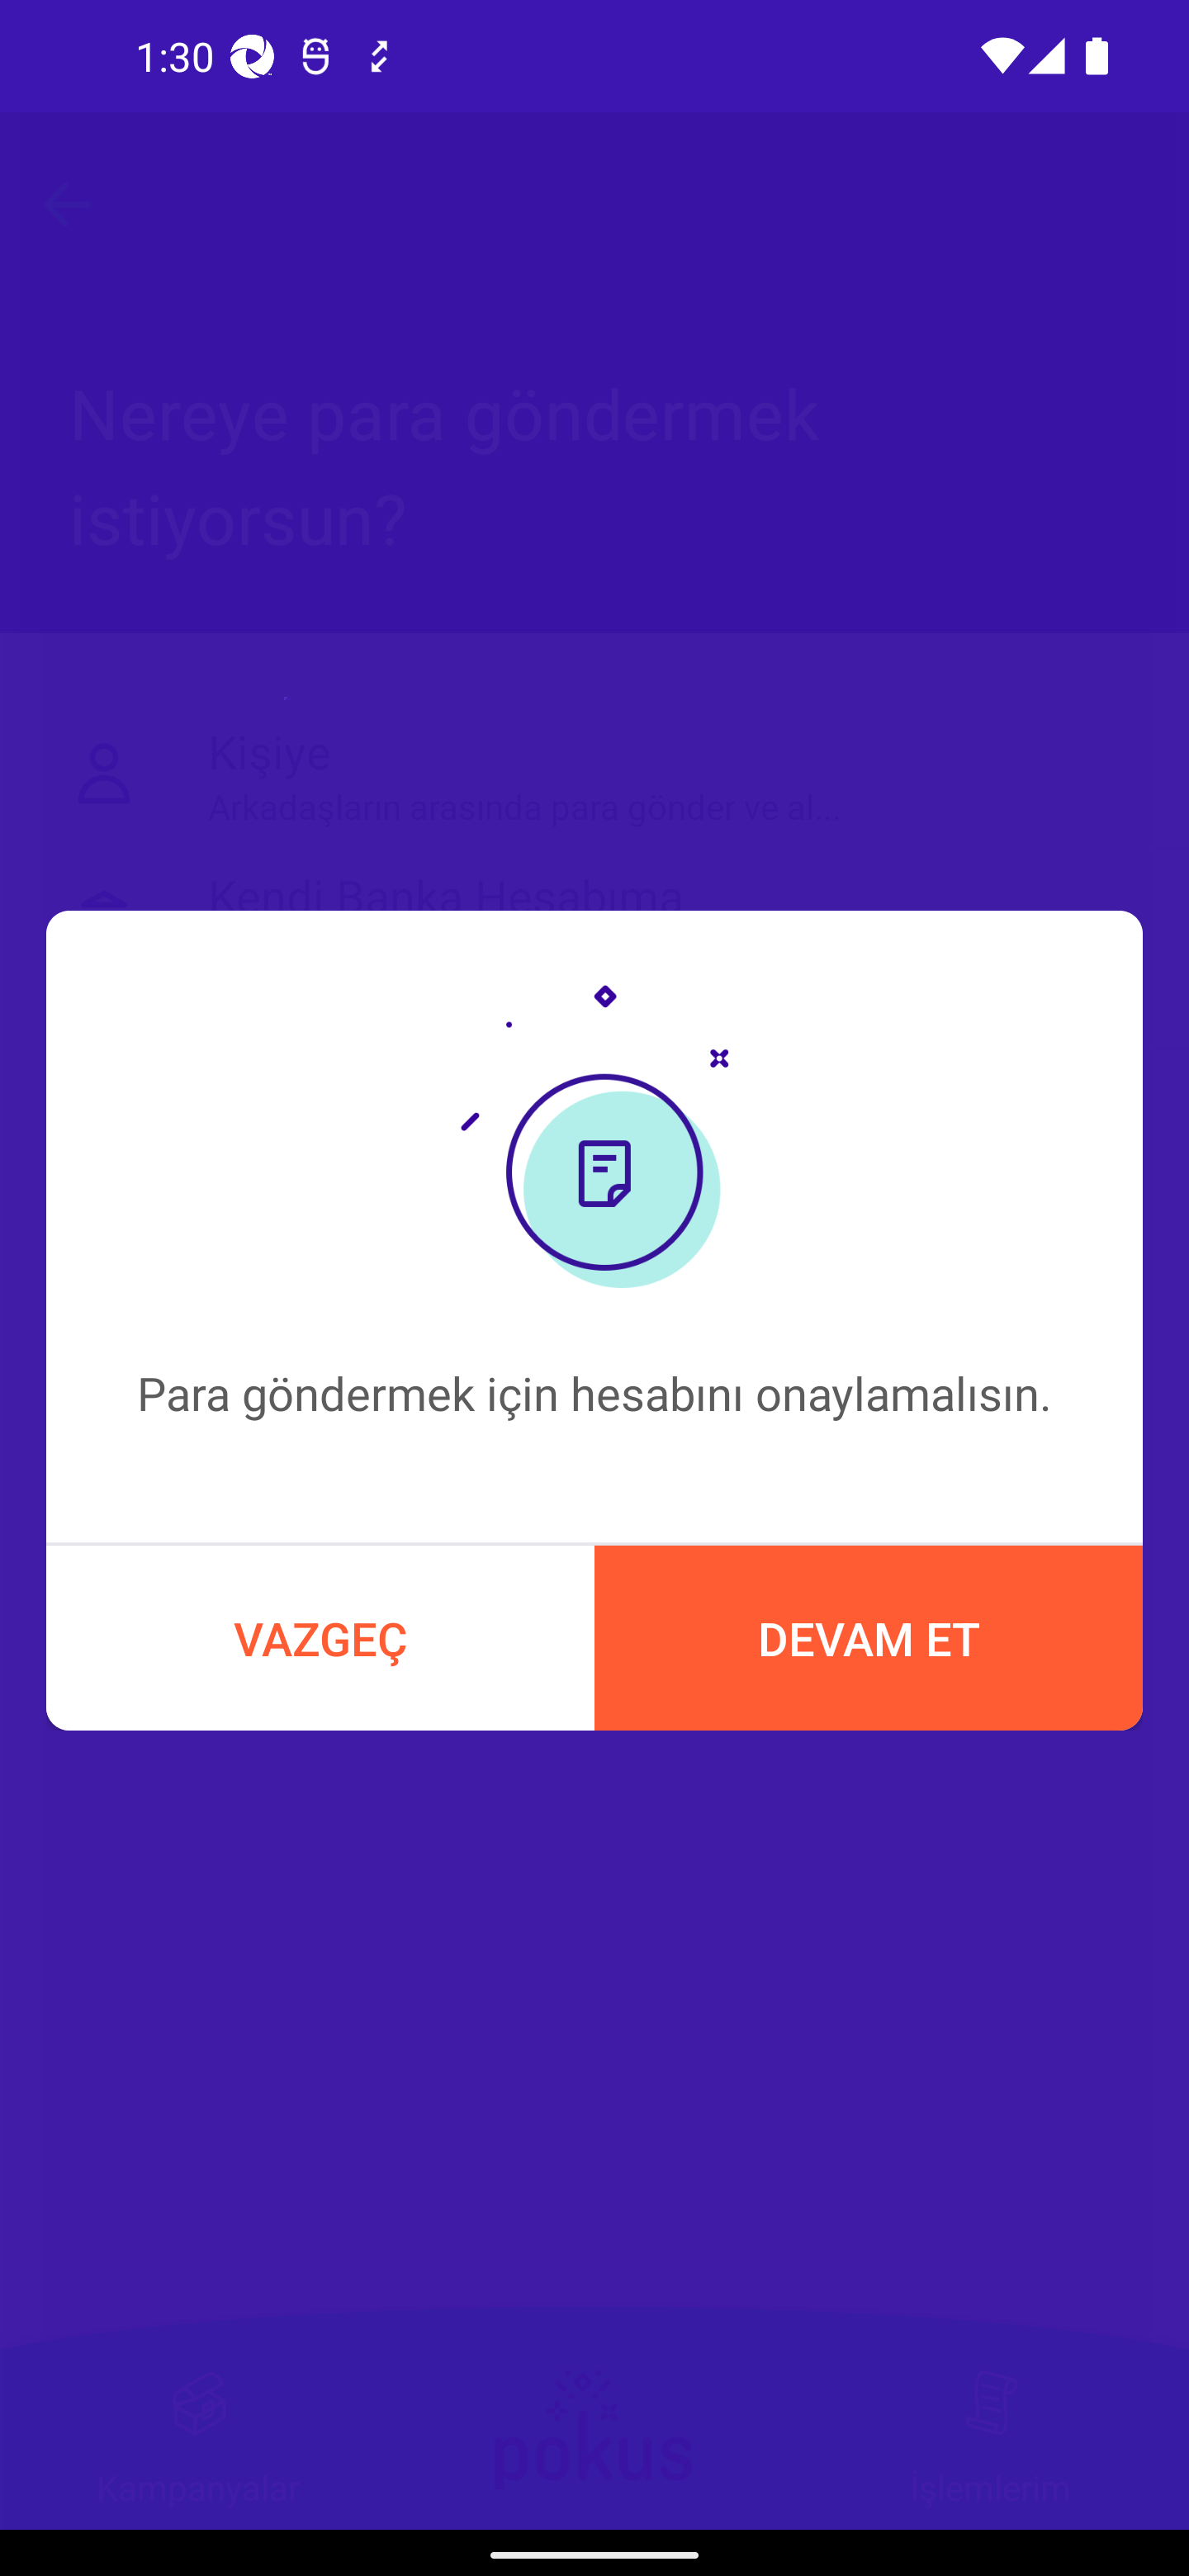 1:30
Nereye para göndermek
istiyorsun?
Kişiye
Arkadaşların arasında para gönder ve al...
Kendi Banka Hesabıma
Para göndermek için hesabını onaylamalısın.
VAZGEÇ
DEVAM ET
pokus
Kampanyalar
İşlemlerim